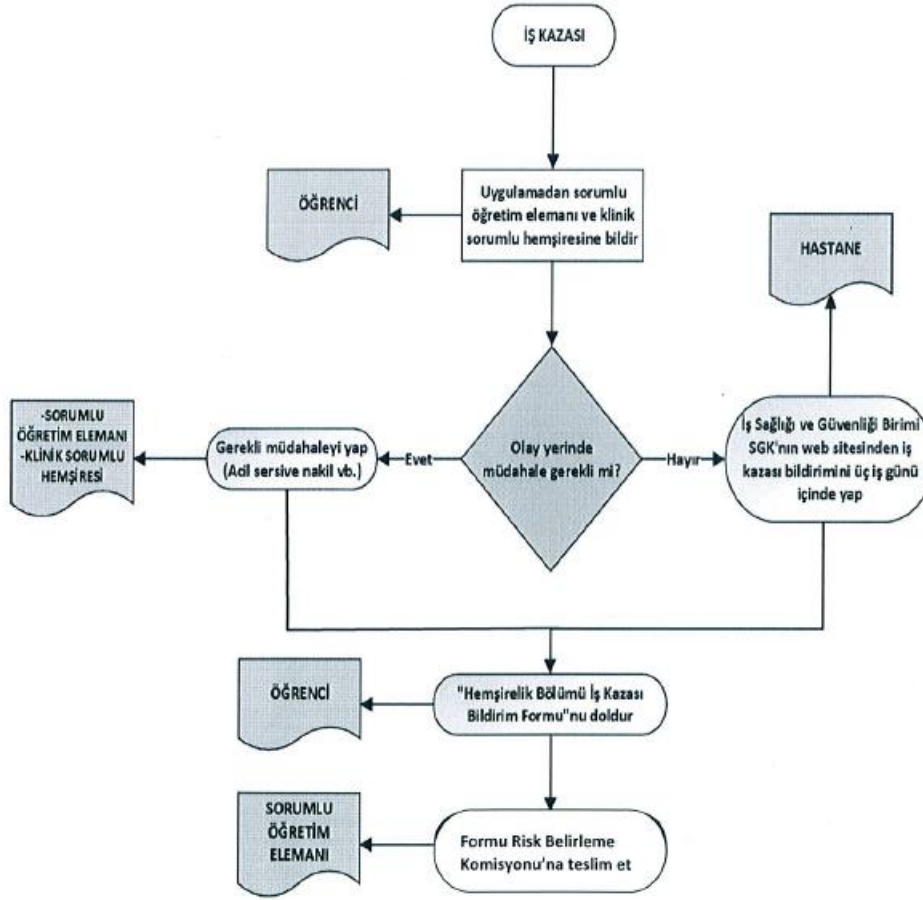 İŞ KAZASI
ÖĞRENCİ
Uygulamadan sorumlu
öğretim elemanı ve klinik
sorumlu hemşiresine bildir
HASTANE
-SORUMLU
ÖĞRETİM ELEMANI
-KLİNİK SORUMLU
HEMŞİRESİ
Gerekli müdahaleyi yap
(Acil sersive nakil vb.)
Evet
Olay yerinde
müdahale gerekli mi?
Hayır
İş Sağlığı ve Güvenliği Birimi
SGK'nın web sitesinden iş
kazası bildirimini üç iş günü
içinde yap
ÖĞRENCİ
"Hemşirelik Bölümü İş Kazası
Bildirim Formu"nu doldur
SORUMLU
ÖĞRETİM
ELEMANI
Formu Risk Belirleme
Komisyonu'na teslim et